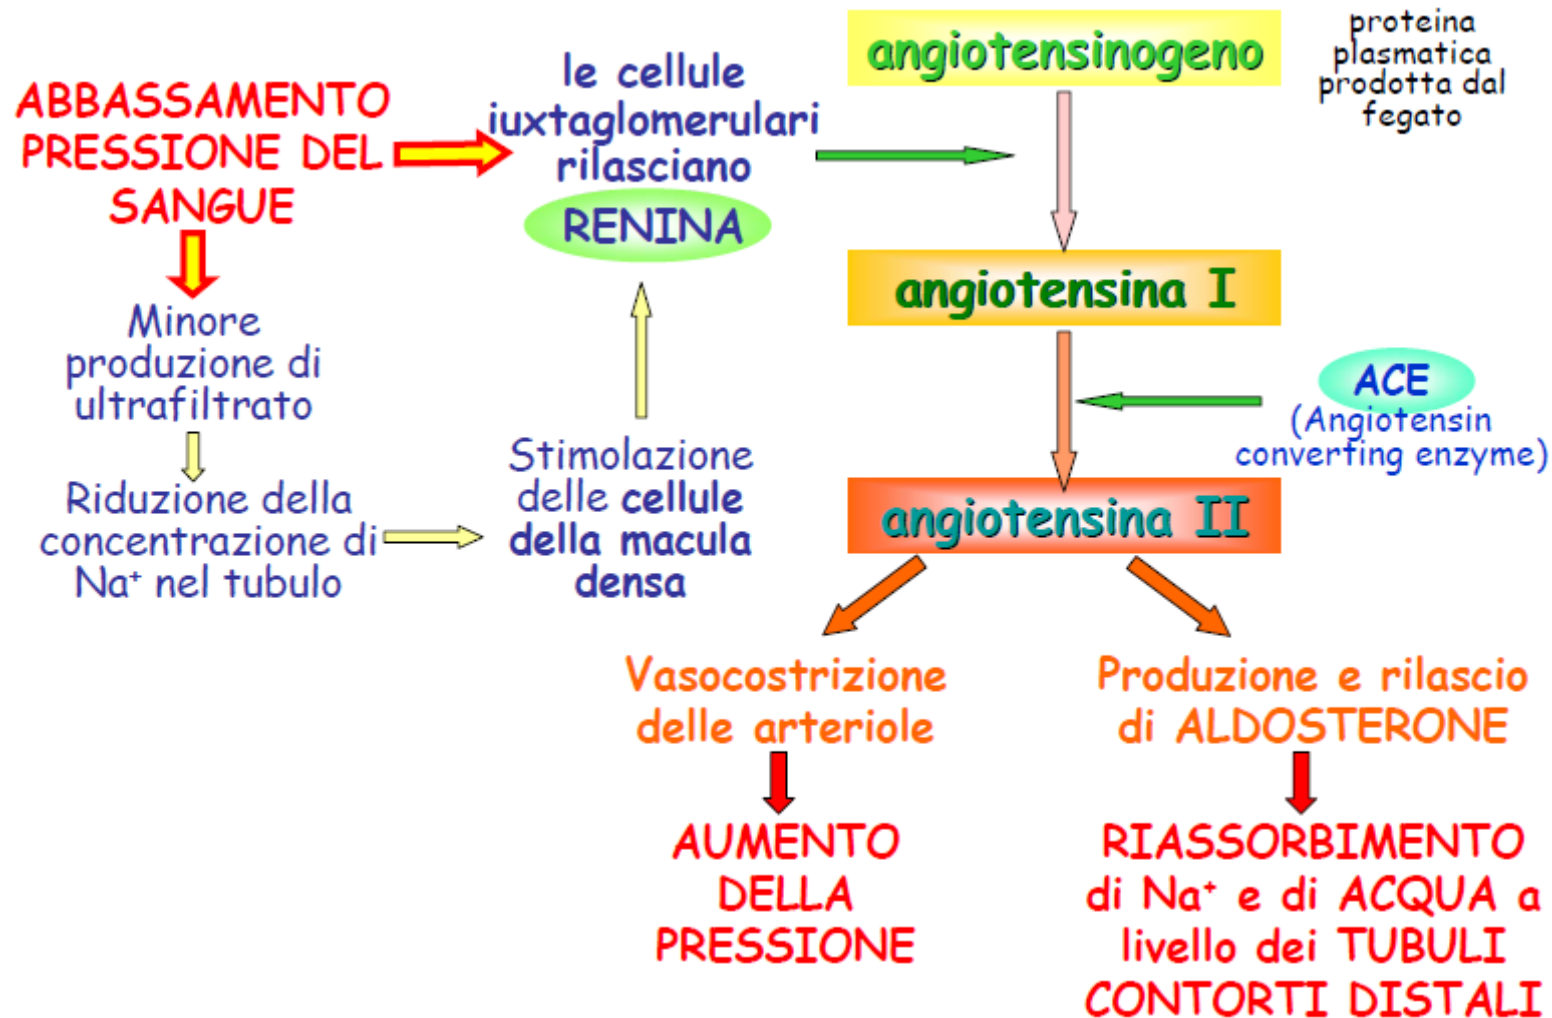 ABBASSAMENTO
PRESSIONE DEL
SANGUE
le cellule
iuxtaglomerulari
rilasciano
RENINA
angiotensinogeno
proteina
plasmatica
prodotta dal
fegato
angiotensina I
ACE
(Angiotensin
converting enzyme)
angiotensina II
Minore
produzione di
ultrafiltrato
Riduzione della
concentrazione di
Na⁺ nel tubulo
Stimolazione
delle cellule
della macula
densa
Vasocostrizione
delle arteriole
AUMENTO
DELLA
PRESSIONE
Produzione e rilascio
di ALDOSTERONE
RIASSORBIMENTO
di Na⁺ e di ACQUA a
livello dei TUBULI
CONTORTI DISTALI